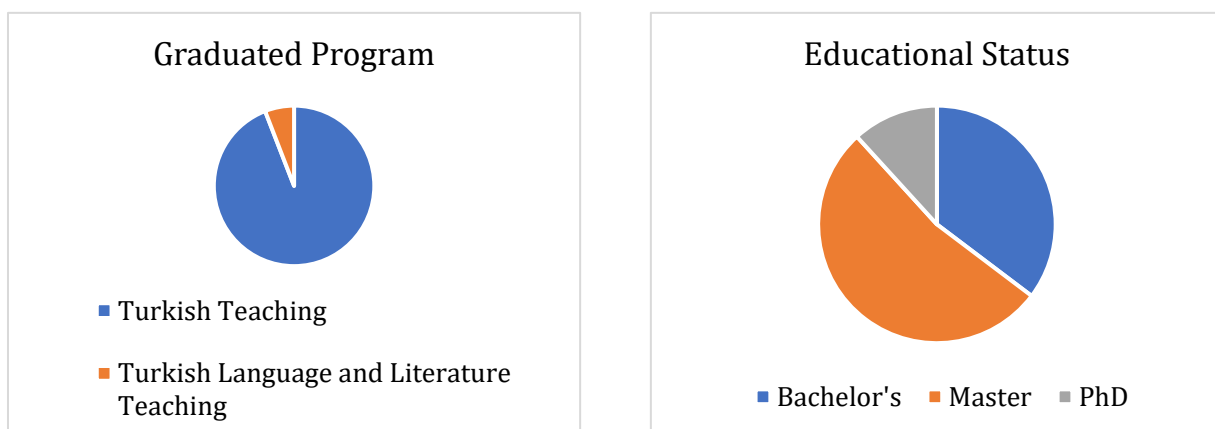 Graduated Program
Turkish Teaching
Turkish Language and Literature
Teaching
Educational Status
Bachelor's
Master
PhD